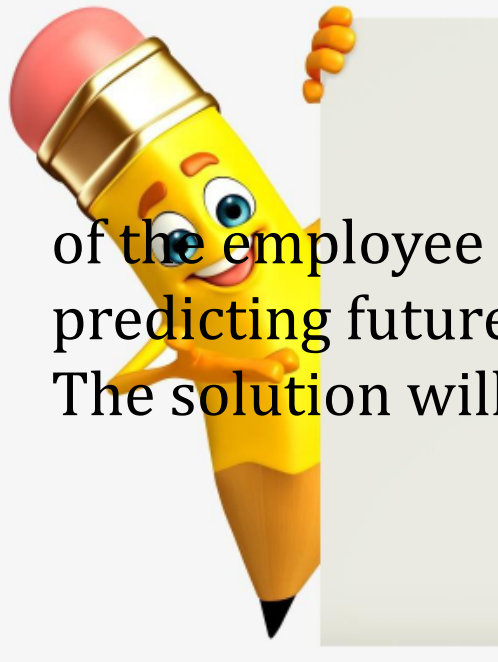 of the employee
predicting future
The solution will